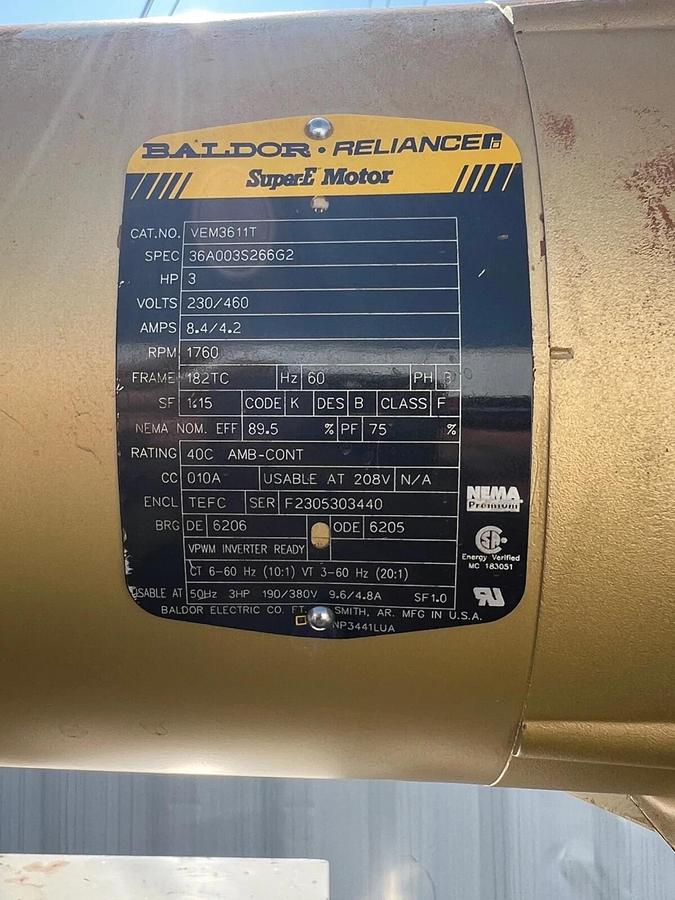 BALDOR • RELIANCE
Super-E Motor
CAT.NO. VEM3611T
SPEC 36A003S266G2
HP 3
VOLTS 230/460
AMPS 8.4/4.2
RPM 1760
FRAME 182TC Hz 60 PH 3
SF 1.15 CODE K DES B CLASS F
NEMA NOM. EFF 89.5 % PF 75 %
RATING 40C AMB-CONT
CC 010A USABLE AT 208V N/A
ENCL TEFC SER F2305303440
BRG DE 6206 ODE 6205
VPWM INVERTER READY
CT 6-60 Hz (10:1) VT 3-60 Hz (20:1)
USABLE AT 50Hz 3HP 190/380V 9.6/4.8A SF1.0
BALDOR ELECTRIC CO. FT. SMITH, AR. MFG IN U.S.A.
NP3441LUA
NEMA
Premium
Energy Verified
MC 183051